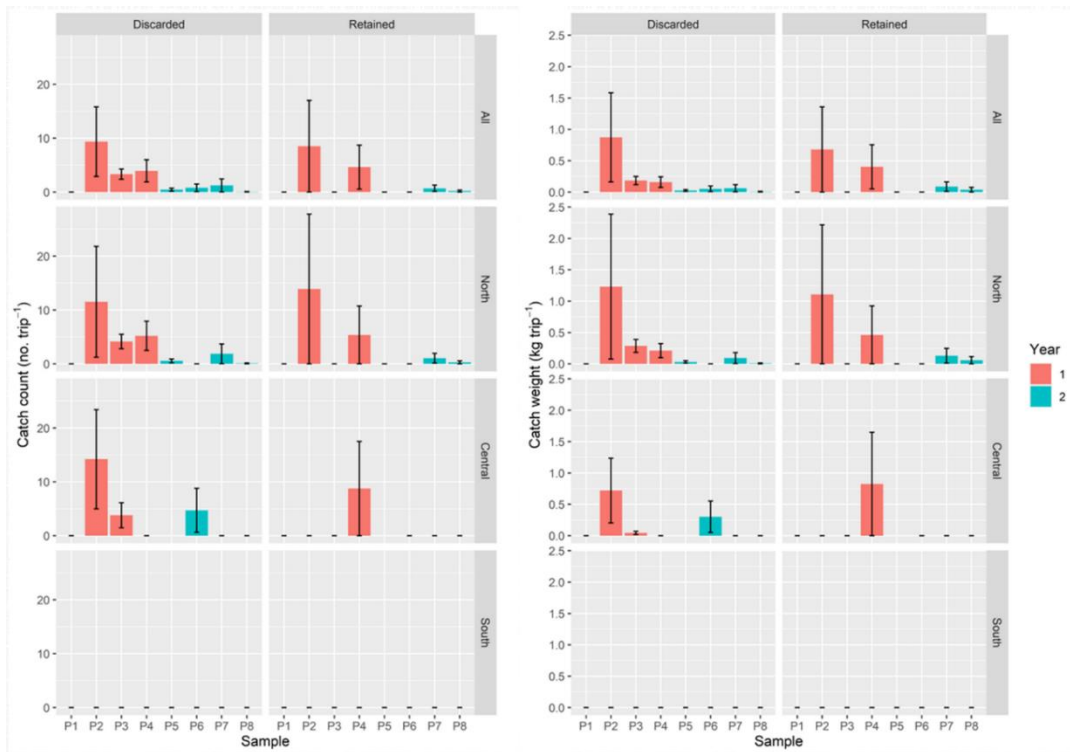 Discarded Retained
20
10
0
All
20
10
0
North
20
10
0
Central
20
10
0
South
Catch count (no. trip⁻¹)
P1 P2 P3 P4 P5 P6 P7 P8 P1 P2 P3 P4 P5 P6 P7 P8
Sample
Discarded Retained
2.5
2.0
1.5
1.0
0.5
0.0
All
2.5
2.0
1.5
1.0
0.5
0.0
North
2.5
2.0
1.5
1.0
0.5
0.0
Central
2.5
2.0
1.5
1.0
0.5
0.0
South
Catch weight (kg trip⁻¹)
P1 P2 P3 P4 P5 P6 P7 P8 P1 P2 P3 P4 P5 P6 P7 P8
Sample
Year
1
2